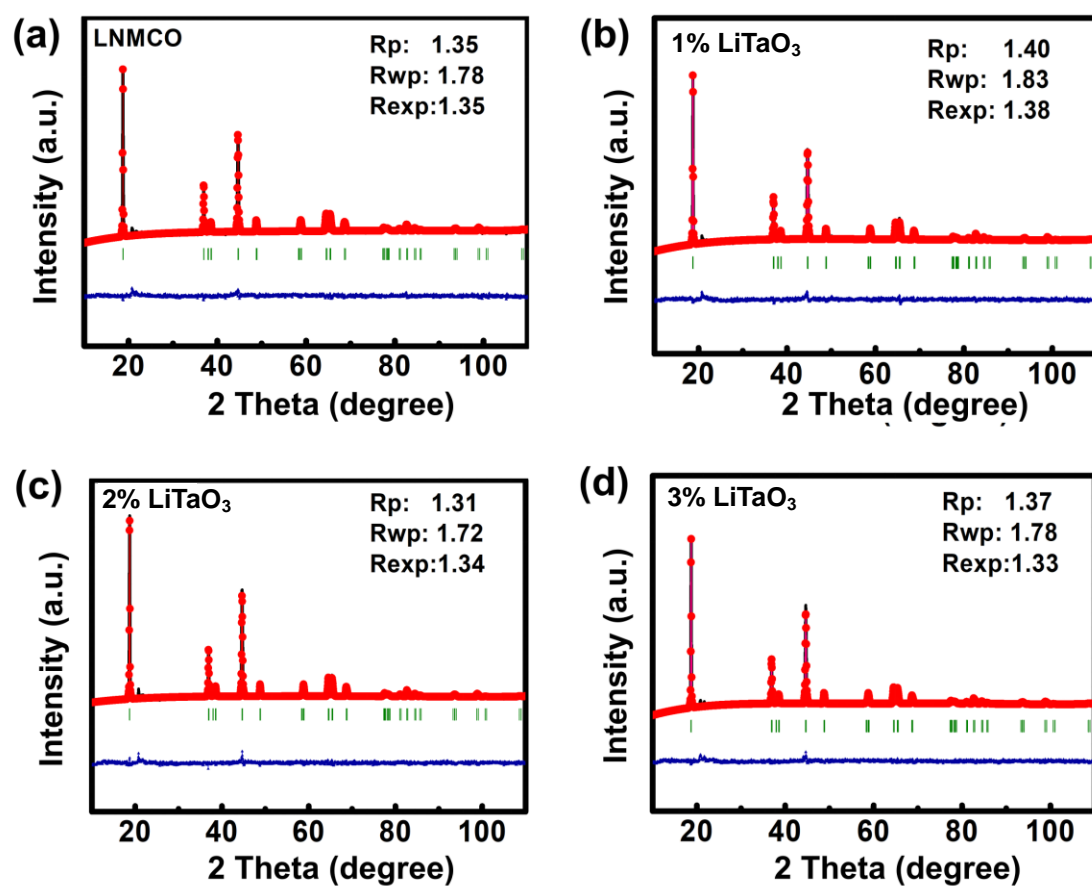 (a)
LNMCO
Rp: 1.35
Rwp: 1.78
Rexp:1.35
Intensity (a.u.)
20 40 60 80 100
2 Theta (degree)
(b)
1% LiTaO₃
Rp: 1.40
Rwp: 1.83
Rexp: 1.38
Intensity (a.u.)
20 40 60 80 100
2 Theta (degree)
(c)
2% LiTaO₃
Rp: 1.31
Rwp: 1.72
Rexp:1.34
Intensity (a.u.)
20 40 60 80 100
2 Theta (degree)
(d)
3% LiTaO₃
Rp: 1.37
Rwp: 1.78
Rexp:1.33
Intensity (a.u.)
20 40 60 80 100
2 Theta (degree)